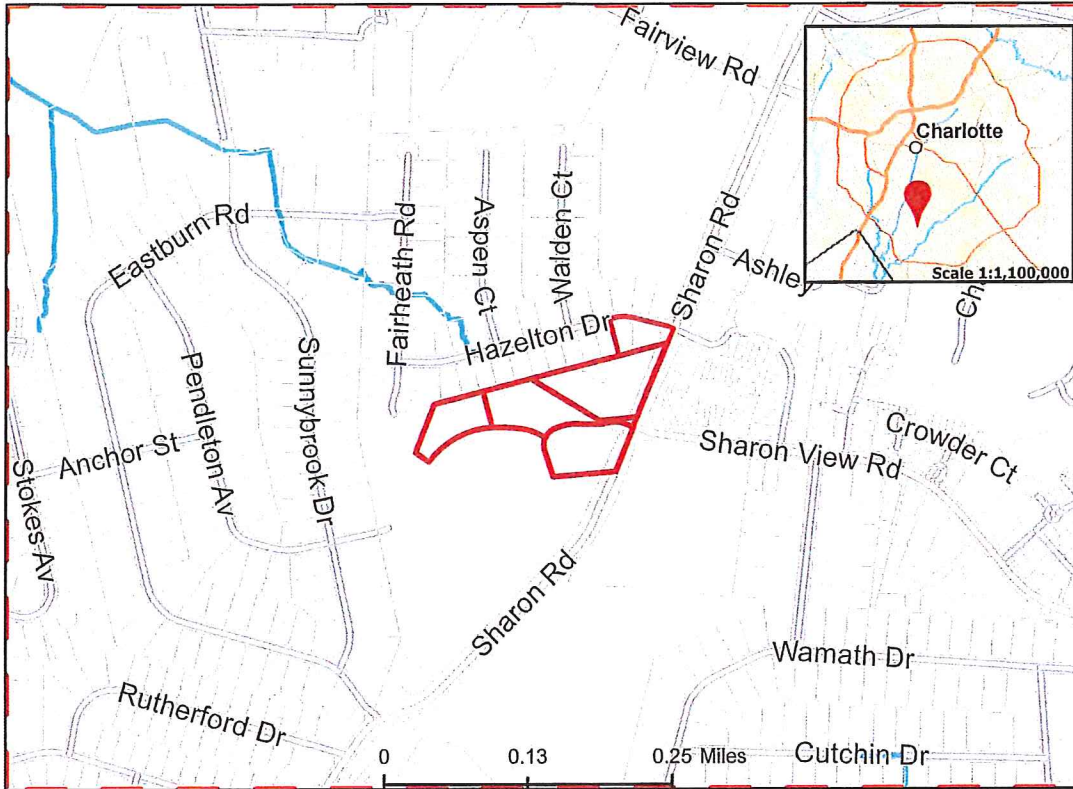 Fairview Rd
Charlotte
Scale 1:1,100,000
Eastburn Rd
Fairheath Rd
Aspen Ct
Walden Ct
Sharon Rd
Ashle
Hazelton Dr
Pendleton Av
Sunnybrook Dr
Anchor St
Stokes Av
Sharon View Rd
Crowder Ct
Sharon Rd
Wamath Dr
Rutherford Dr
Cutchin Dr
0
0.13
0.25 Miles